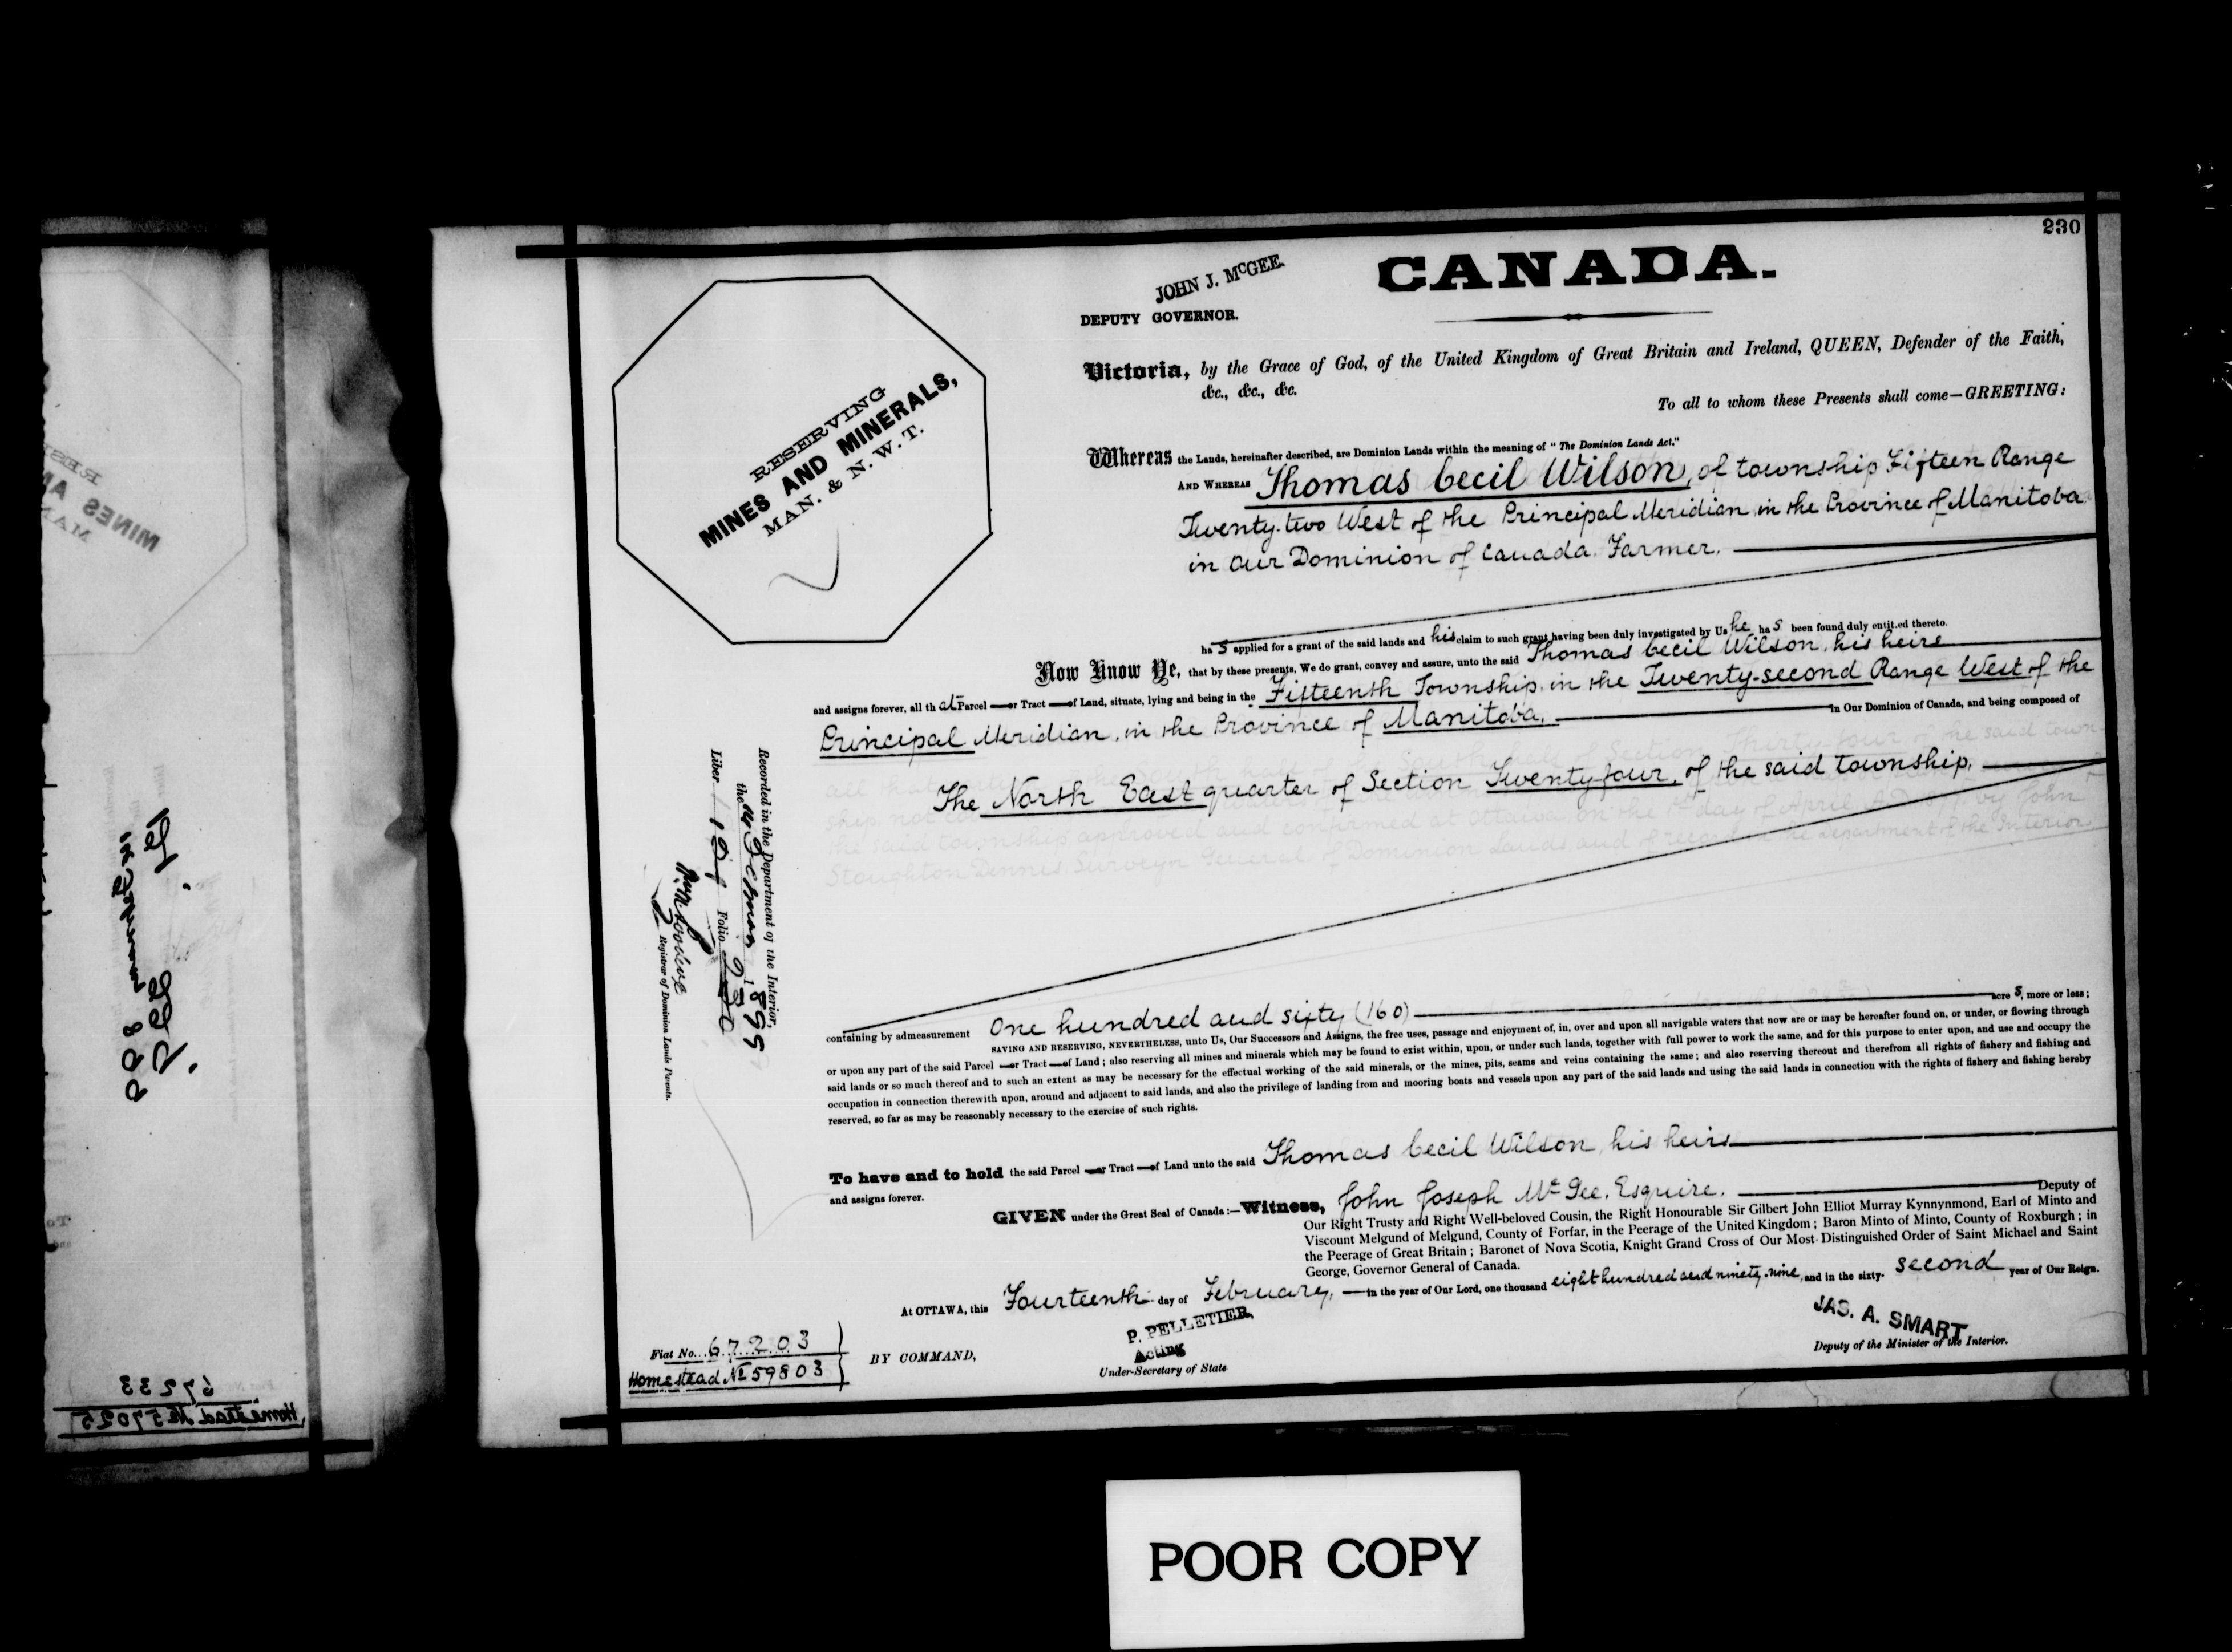 230
CANADA.
JOHN J. McGEE.
DEPUTY GOVERNOR.
RESERVING
MINES AND MINERALS,
MAN. & N. W. T.
Victoria, by the Grace of God, of the United Kingdom of Great Britain and Ireland, QUEEN, Defender of the Faith,
&c., &c., &c.
To all to whom these Presents shall come—GREETING:
Whereas the Lands, hereinafter described, are Dominion Lands within the meaning of "The Dominion Lands Act."
AND WHEREAS Thomas Cecil Wilson, of township Fifteen Range
Twenty-two West of the Principal Meridian, in the Province of Manitoba
in Our Dominion of Canada. Farmer.
has applied for a grant of the said lands and his claim to such grant having been duly investigated by Us he has been found duly entitled thereto.
Now Know Ye, that by these presents, We do grant, convey and assure, unto the said Thomas Cecil Wilson, his heirs
and assigns forever, all that Parcel or Tract of Land, situate, lying and being in the Fifteenth Township, in the Twenty-second Range West of the
Principal Meridian, in the Province of Manitoba, in Our Dominion of Canada, and being composed of
The North East quarter of Section Twenty-four, of the said township.
containing by admeasurement One hundred and sixty (160) acres, more or less;
SAVING AND RESERVING, NEVERTHELESS, unto Us, Our Successors and Assigns, the free uses, passage and enjoyment of, in, over and upon all navigable waters that now are or may be hereafter found on, or under, or flowing through
or upon any part of the said Parcel or Tract of Land; also reserving all mines and minerals which may be found to exist within, upon, or under such lands, together with full power to work the same, and for this purpose to enter upon, and use and occupy the
said lands or so much thereof and to such an extent as may be necessary for the effectual working of the said minerals, or the mines, pits, seams and veins containing the same; and also reserving thereout and therefrom all rights of fishery and fishing and
occupation in connection therewith upon, around and adjacent to said lands, and also the privilege of landing from and mooring boats and vessels upon any part of the said lands and using the said lands in connection with the rights of fishery and fishing hereby
reserved, so far as may be reasonably necessary to the exercise of such rights.
To have and to hold the said Parcel or Tract of Land unto the said Thomas Cecil Wilson, his heirs
and assigns forever.
GIVEN under the Great Seal of Canada:—Witness, John Joseph McGee, Esquire, Deputy of
Our Right Trusty and Right Well-beloved Cousin, the Right Honourable Sir Gilbert John Elliot Murray Kynnynmond, Earl of Minto and
Viscount Melgund of Melgund, County of Forfar, in the Peerage of the United Kingdom; Baron Minto of Minto, County of Roxburgh; in
the Peerage of Great Britain; Baronet of Nova Scotia, Knight Grand Cross of Our Most Distinguished Order of Saint Michael and Saint
George, Governor General of Canada.
At OTTAWA, this Fourteenth day of February, in the year of Our Lord, one thousand eight hundred and ninety-nine, and in the sixty-second year of Our Reign.
BY COMMAND,
P. PELLETIER,
Acting
Under-Secretary of State
JAS. A. SMART
Deputy of the Minister of the Interior.
Fiat No. 67203
Homestead No 59803
Recorded in the Department of the Interior,
the 1899
Liber Folio 230
Registrar of Dominion Lands Patents.
67233
Homestead No 57025
POOR COPY